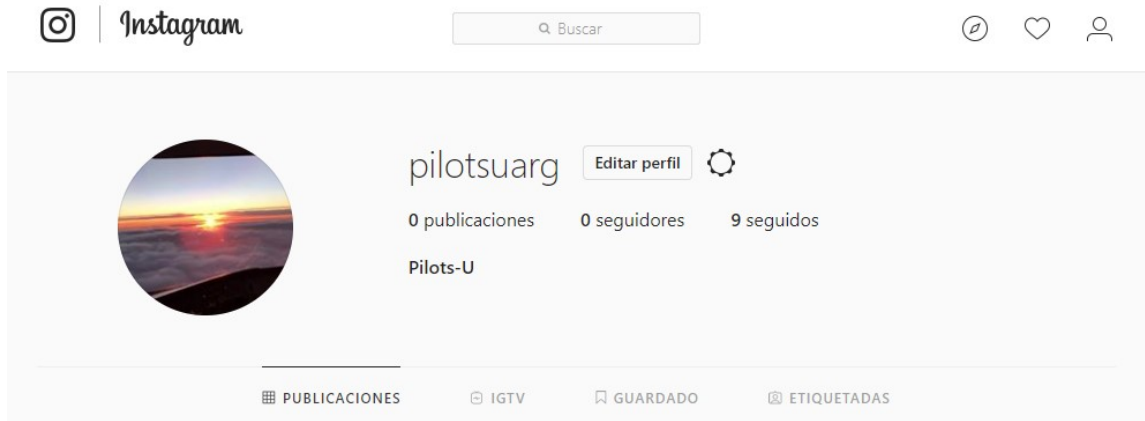 Instagram
Buscar
pilotsuarg Editar perfil
0 publicaciones 0 seguidores 9 seguidos
Pilots-U
PUBLICACIONES IGTV GUARDADO ETIQUETADAS